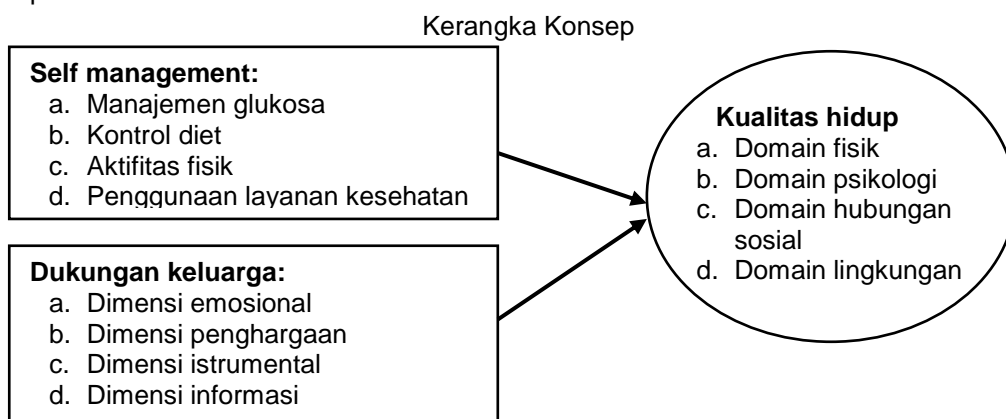 Kerangka Konsep
Self management:
a. Manajemen glukosa
b. Kontrol diet
c. Aktifitas fisik
d. Penggunaan layanan kesehatan
Dukungan keluarga:
a. Dimensi emosional
b. Dimensi penghargaan
c. Dimensi istrumental
d. Dimensi informasi
Kualitas hidup
a. Domain fisik
b. Domain psikologi
c. Domain hubungan
sosial
d. Domain lingkungan